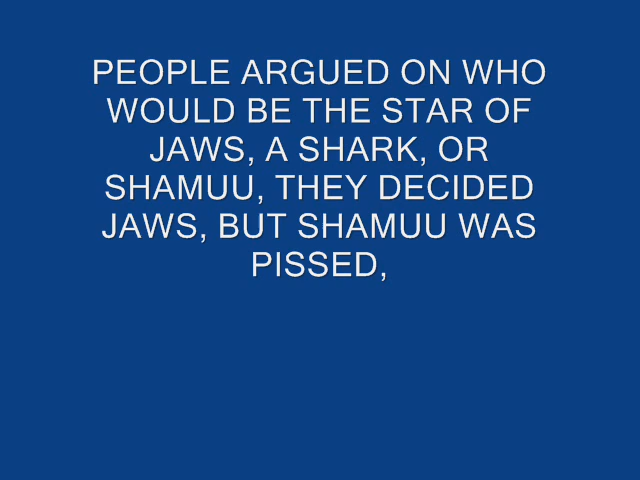 PEOPLE ARGUED ON WHO
WOULD BE THE STAR OF
JAWS, A SHARK, OR
SHAMUU, THEY DECIDED
JAWS, BUT SHAMUU WAS
PISSED,